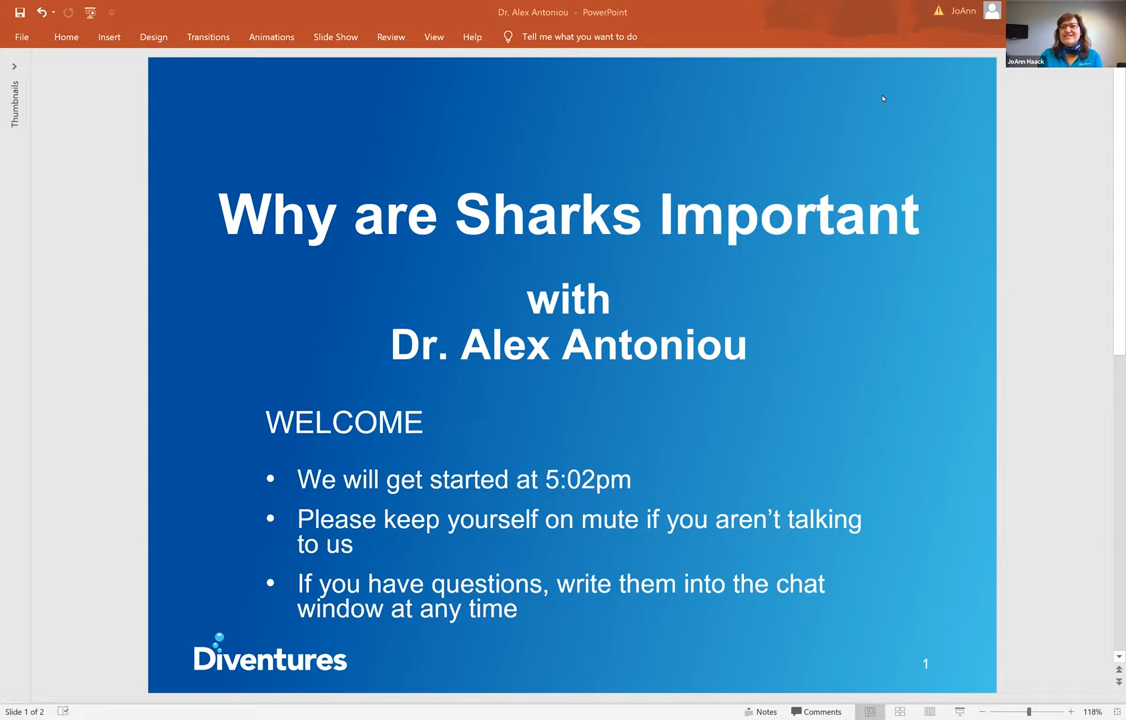 Dr. Alex Antoniou - PowerPoint
JoAnn
File Home Insert Design Transitions Animations Slide Show Review View Help Tell me what you want to do
JoAnn Haack
Thumbnails
Why are Sharks Important
with
Dr. Alex Antoniou
WELCOME
• We will get started at 5:02pm
• Please keep yourself on mute if you aren’t talking
to us
• If you have questions, write them into the chat
window at any time
Diventures
1
Slide 1 of 2
Notes Comments 118%